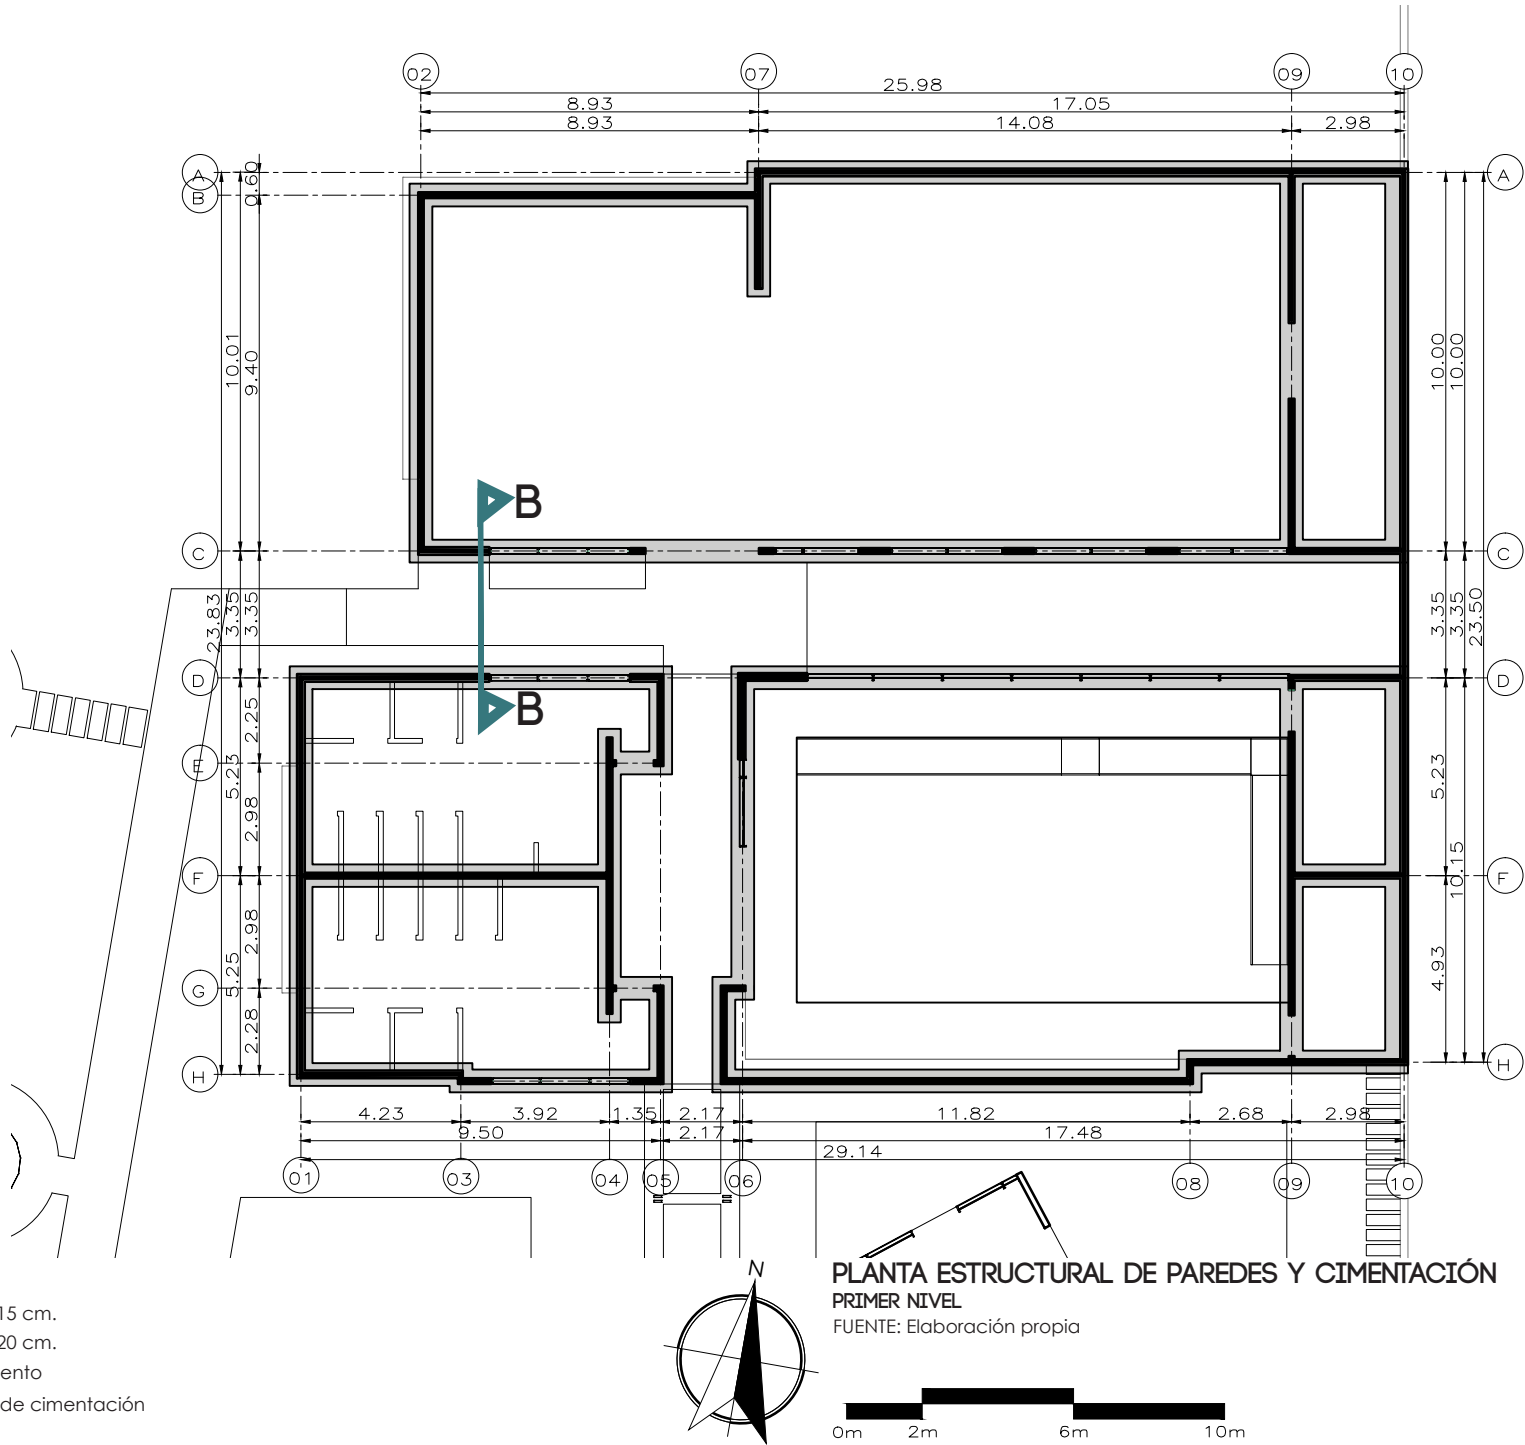 02 07 09 10
25.98
8.93 17.05
8.93 14.08 2.98
A A
B
0.60
10.01 9.40 10.00 10.00
B
C C
23.83 3.35 3.35 3.35 3.35 23.50
D D
B
2.25
E
5.23 2.98 5.23
10.15
F F
2.98 4.93
5.25
G
2.28
H H
4.23 3.92 1.35 2.17 11.82 2.68 2.98
9.50 2.17 17.48
29.14
01 03 04 05 06 08 09 10
N
PLANTA ESTRUCTURAL DE PAREDES Y CIMENTACIÓN
PRIMER NIVEL
FUENTE: Elaboración propia
15 cm.
20 cm.
ento
de cimentación
0m 2m 6m 10m